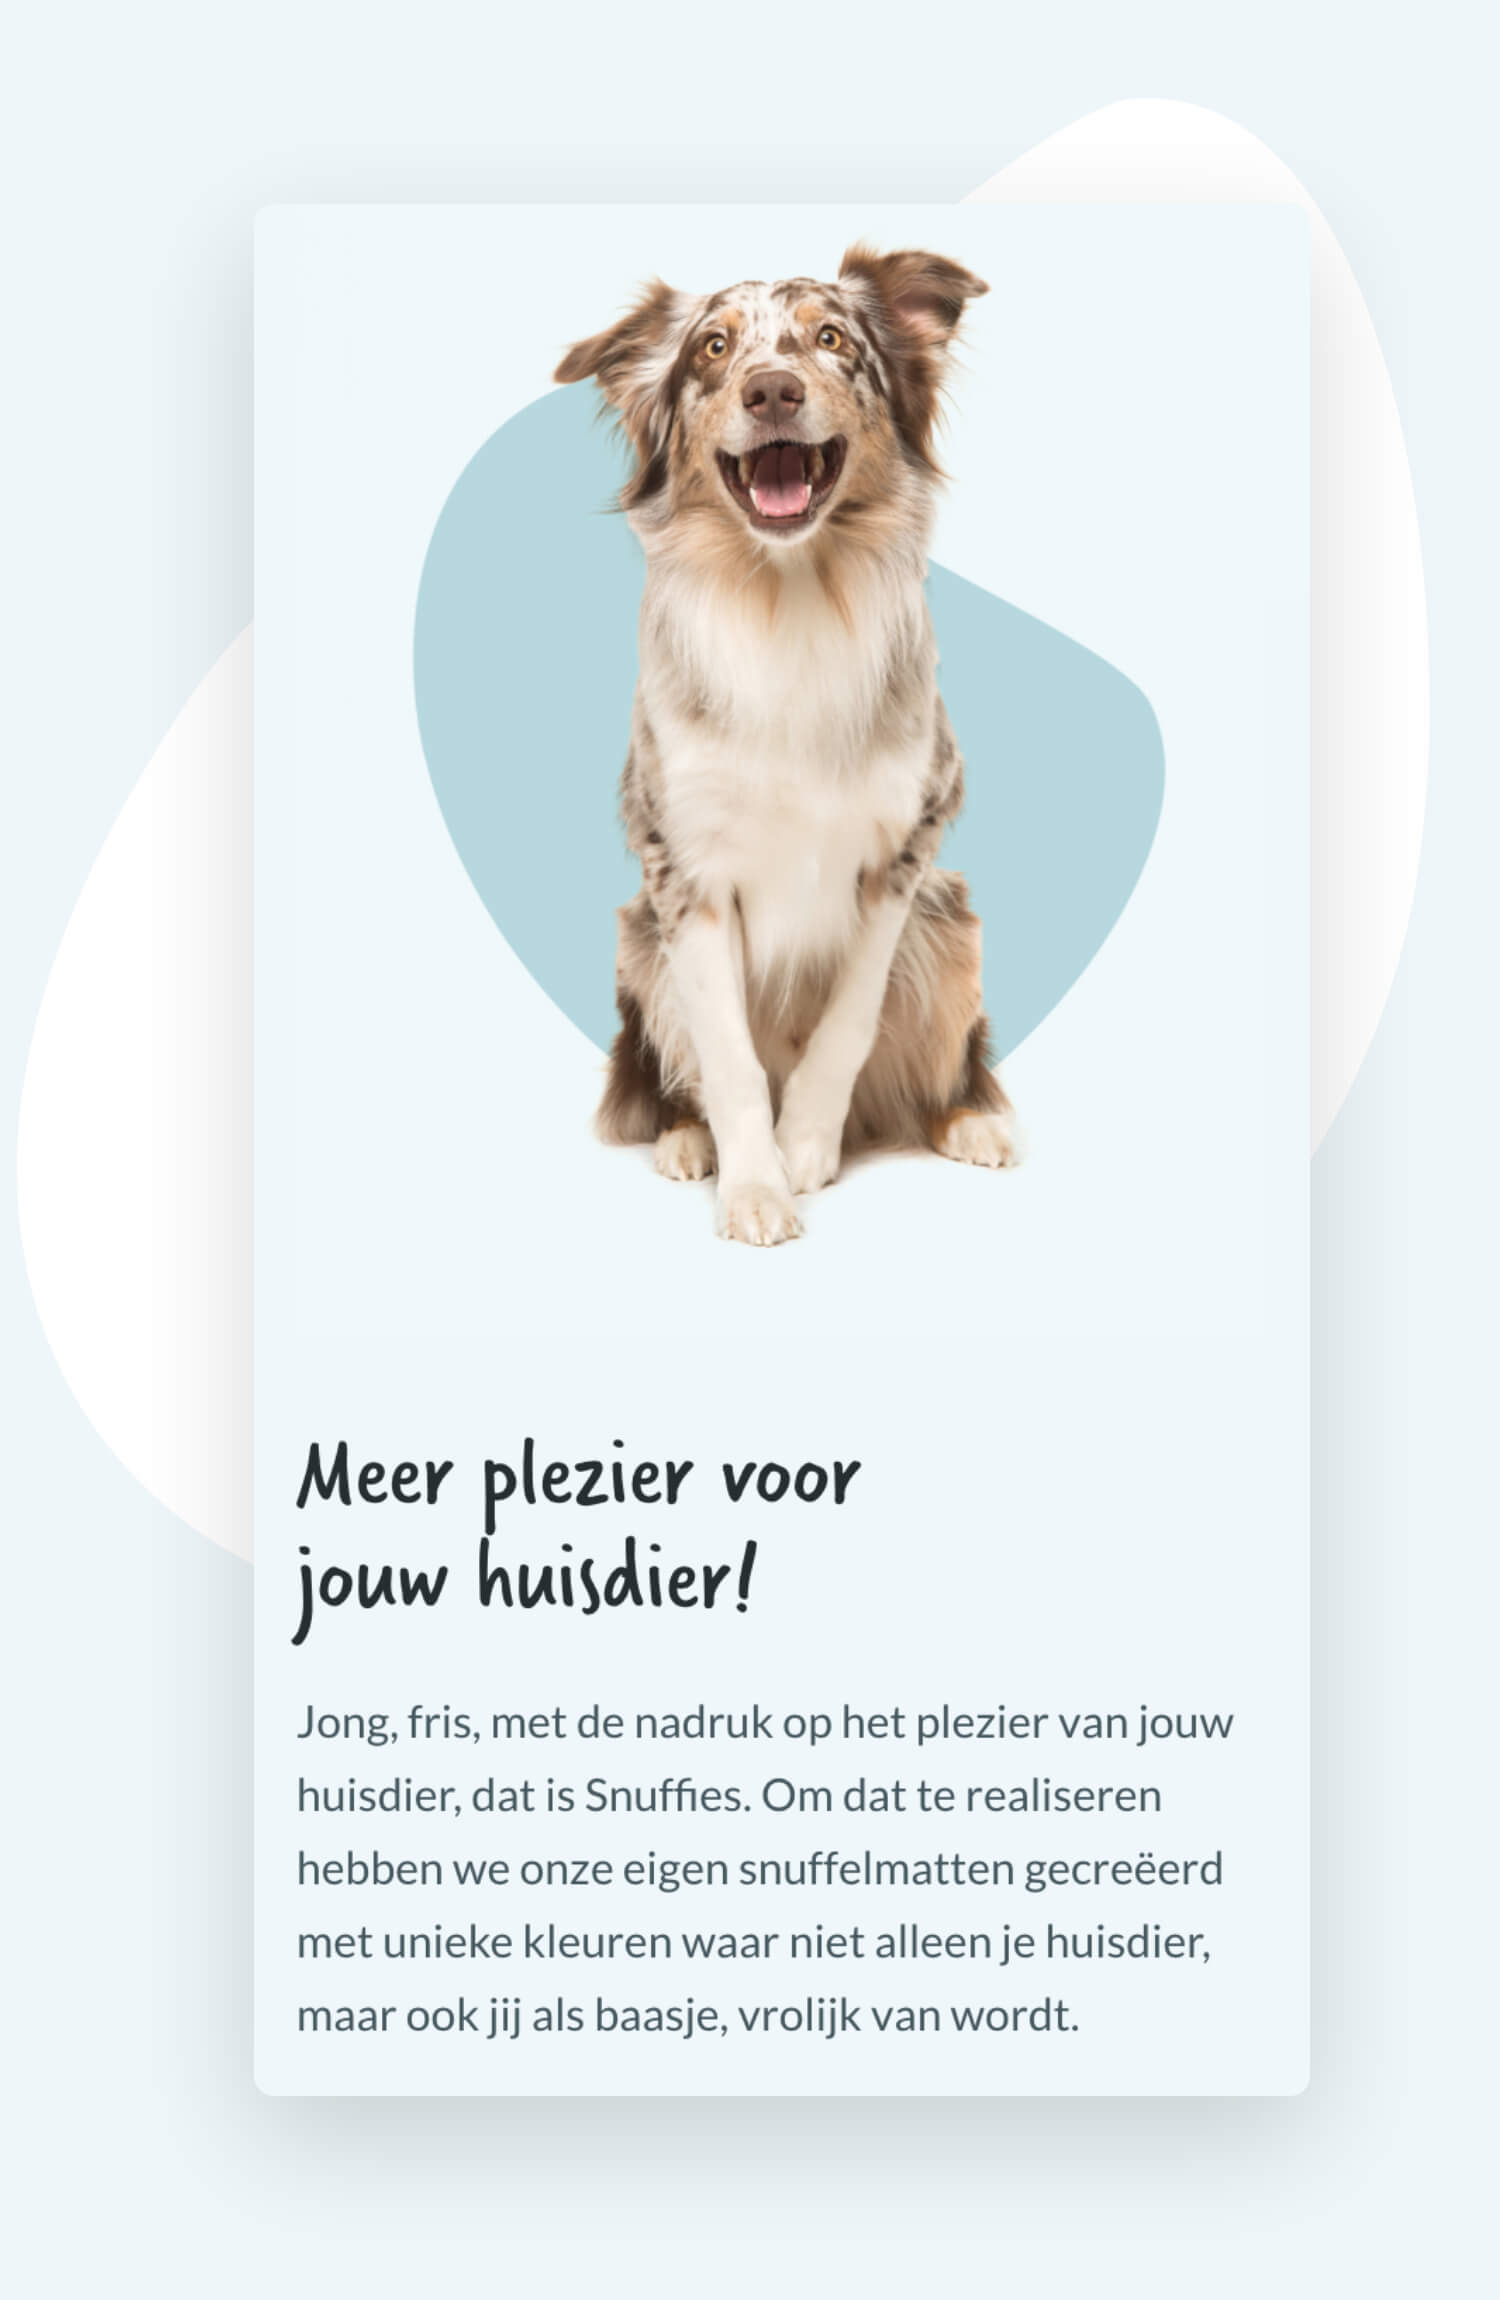 Meer plezier voor
jouw huisdier!
Jong, fris, met de nadruk op het plezier van jouw
huisdier, dat is Snuffies. Om dat te realiseren
hebben we onze eigen snuffelmatten gecreëerd
met unieke kleuren waar niet alleen je huisdier,
maar ook jij als baasje, vrolijk van wordt.